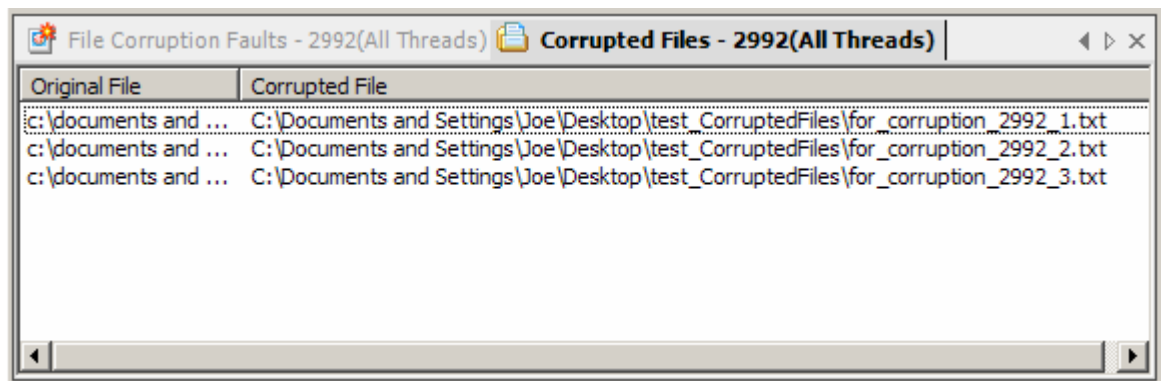 File Corruption Faults - 2992(All Threads) Corrupted Files - 2992(All Threads)
Original File Corrupted File
c:\documents and ... C:\Documents and Settings\Joe\Desktop\test_CorruptedFiles\for_corruption_2992_1.txt
c:\documents and ... C:\Documents and Settings\Joe\Desktop\test_CorruptedFiles\for_corruption_2992_2.txt
c:\documents and ... C:\Documents and Settings\Joe\Desktop\test_CorruptedFiles\for_corruption_2992_3.txt